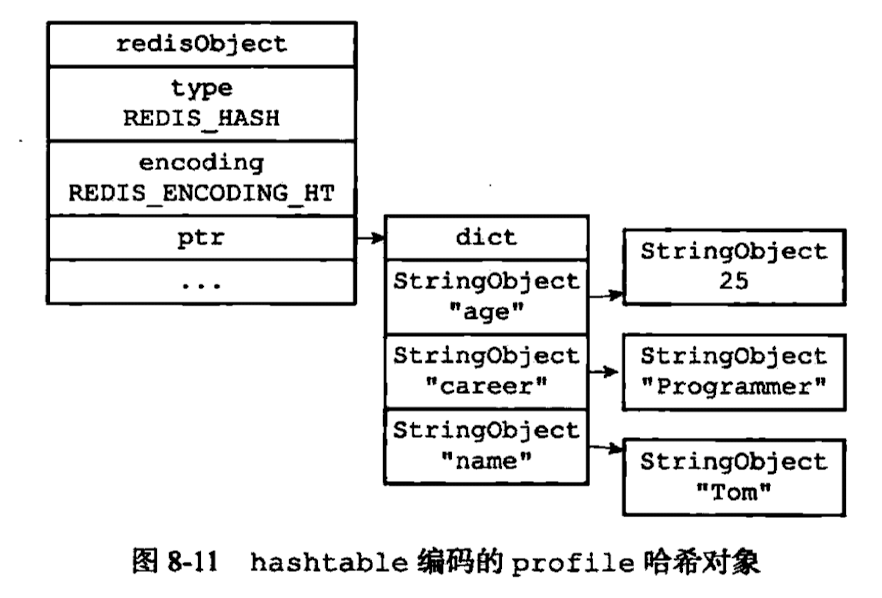 redisObject
type
REDIS_HASH
encoding
REDIS_ENCODING_HT
ptr
...
dict
StringObject
"age"
StringObject
"career"
StringObject
"name"
StringObject
25
StringObject
"Programmer"
StringObject
"Tom"
图 8-11 hashtable 编码的 profile 哈希对象